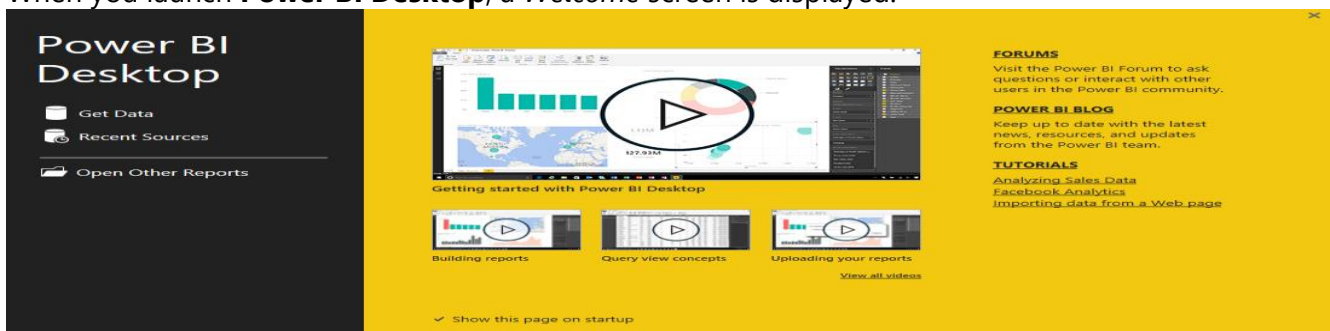 When you launch Power BI Desktop, a Welcome screen is displayed.
Power BI
Desktop
Get Data
Recent Sources
Open Other Reports
Getting started with Power BI Desktop
Building reports
Query view concepts
Uploading your reports
View all videos
Show this page on startup
FORUMS
Visit the Power BI Forum to ask
questions or interact with other
users in the Power BI community.
POWER BI BLOG
Keep up to date with the latest
news, resources, and updates
from the Power BI team.
TUTORIALS
Analyzing Sales Data
Facebook Analytics
Importing data from a Web page